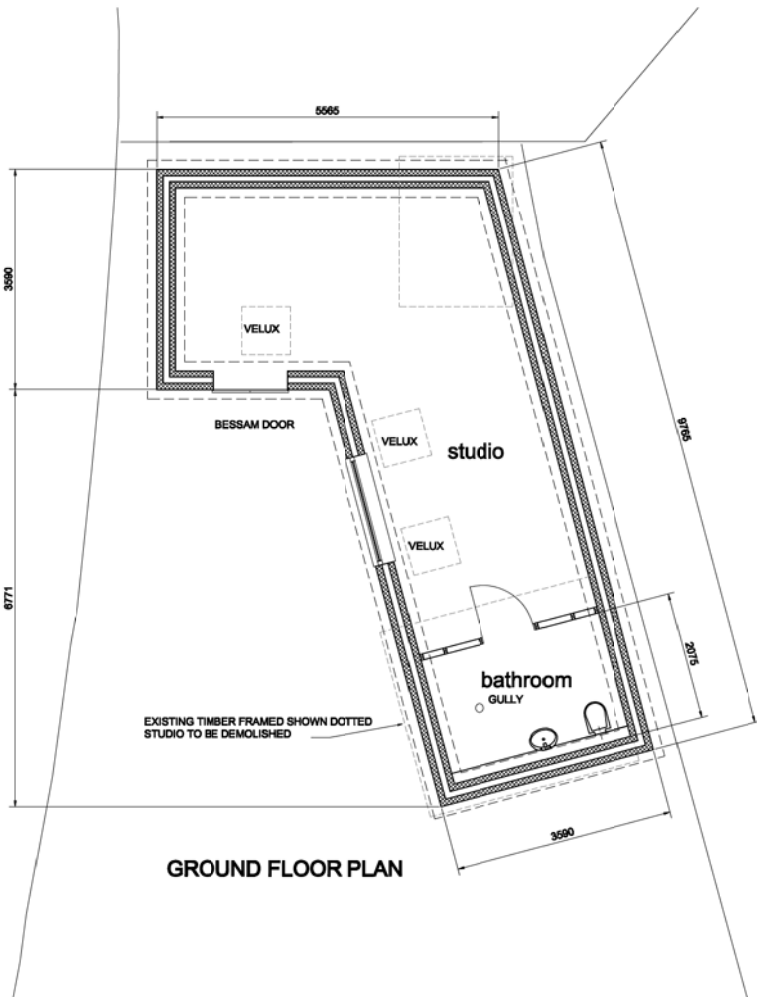 5565
3590
VELUX
BESSAM DOOR
VELUX
studio
9765
VELUX
6771
2075
bathroom
GULLY
EXISTING TIMBER FRAMED SHOWN DOTTED
STUDIO TO BE DEMOLISHED
3590
GROUND FLOOR PLAN